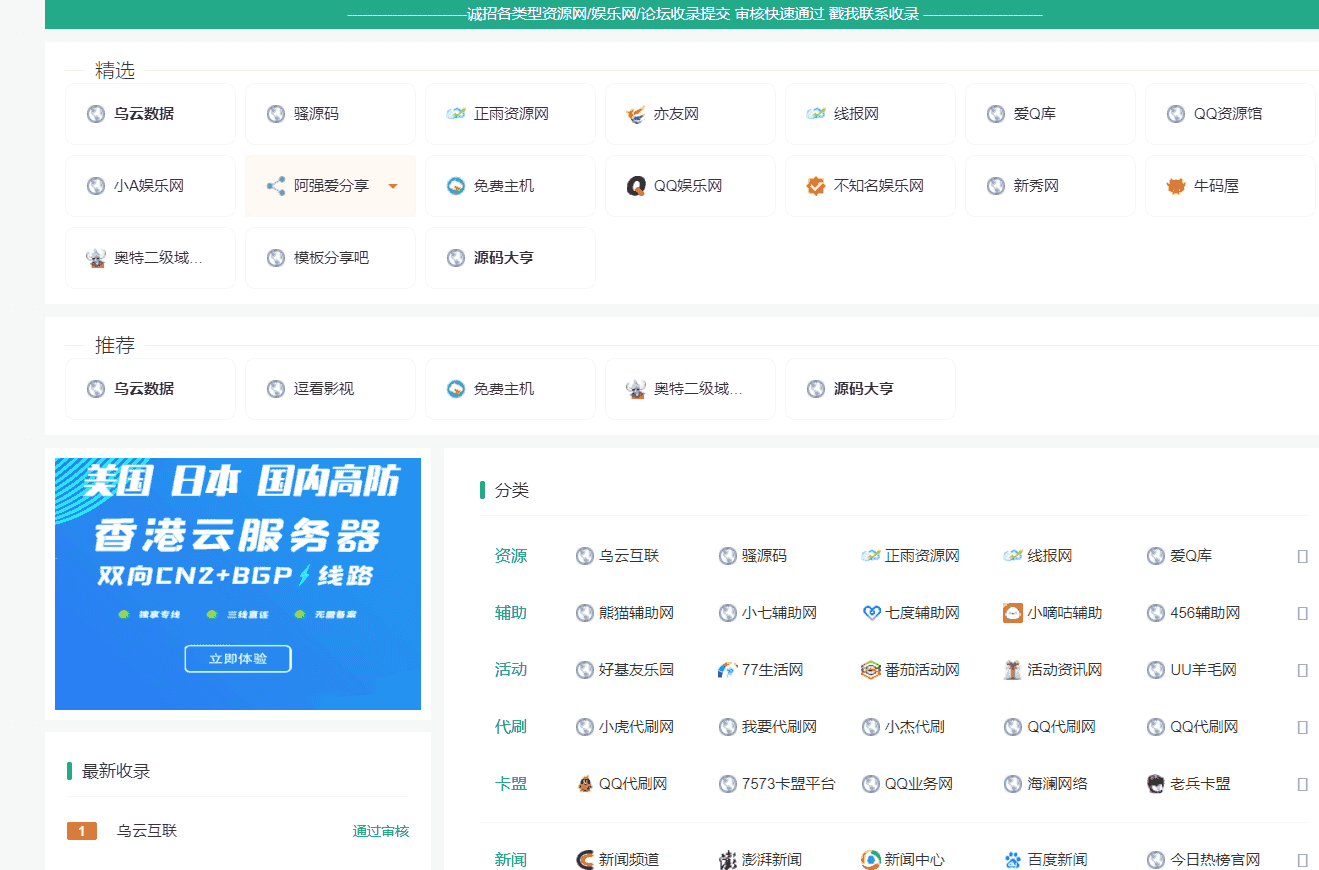 ------------------------诚招各类型资源网/娱乐网/论坛收录提交 审核快速通过 戳我联系收录 ------------------------
精选
乌云数据 骚源码 正雨资源网 亦友网 线报网 爱Q库 QQ资源馆
小A娱乐网 阿强爱分享 免费主机 QQ娱乐网 不知名娱乐网 新秀网 牛码屋
奥特二级域... 模板分享吧 源码大亨
推荐
乌云数据 逗看影视 免费主机 奥特二级域... 源码大亨
美国 日本 国内高防
香港云服务器
双向CN2+BGP 线路
独家专线 三线直连 无需备案
立即体验
最新收录
1 乌云互联 通过审核
分类
资源 乌云互联 骚源码 正雨资源网 线报网 爱Q库
辅助 熊猫辅助网 小七辅助网 七度辅助网 小嘀咕辅助 456辅助网
活动 好基友乐园 77生活网 番茄活动网 活动资讯网 UU羊毛网
代刷 小虎代刷网 我要代刷网 小杰代刷 QQ代刷网 QQ代刷网
卡盟 QQ代刷网 7573卡盟平台 QQ业务网 海澜网络 老兵卡盟
新闻 新闻频道 澎湃新闻 新闻中心 百度新闻 今日热榜官网